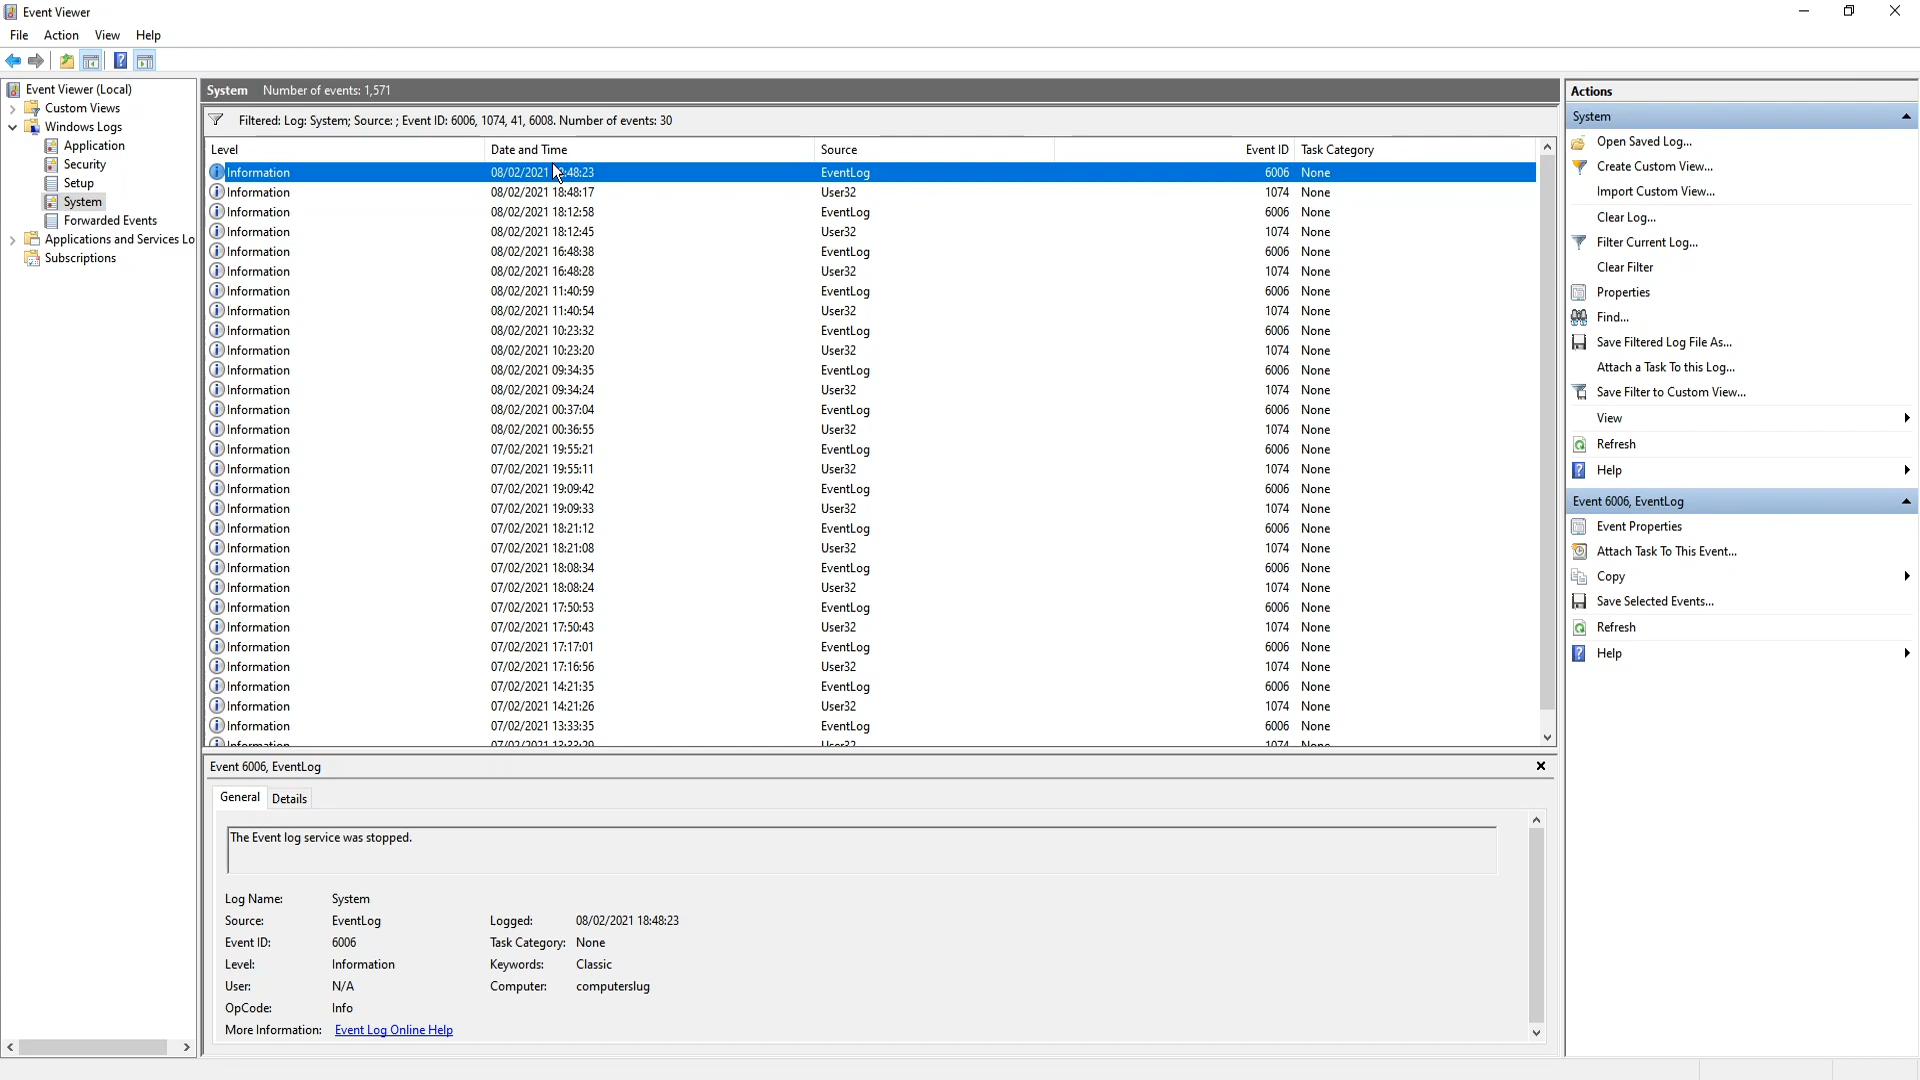 Event Viewer
File Action View Help
Event Viewer (Local)
Custom Views
Windows Logs
Application
Security
Setup
System
Forwarded Events
Applications and Services Lo
Subscriptions
System Number of events: 1,571
Filtered: Log: System; Source: ; Event ID: 6006, 1074, 41, 6008. Number of events: 30
Level Date and Time Source Event ID Task Category
Information 08/02/2021 :48:23 EventLog 6006 None
Information 08/02/2021 18:48:17 User32 1074 None
Information 08/02/2021 18:12:58 EventLog 6006 None
Information 08/02/2021 18:12:45 User32 1074 None
Information 08/02/2021 16:48:38 EventLog 6006 None
Information 08/02/2021 16:48:28 User32 1074 None
Information 08/02/2021 11:40:59 EventLog 6006 None
Information 08/02/2021 11:40:54 User32 1074 None
Information 08/02/2021 10:23:32 EventLog 6006 None
Information 08/02/2021 10:23:20 User32 1074 None
Information 08/02/2021 09:34:35 EventLog 6006 None
Information 08/02/2021 09:34:24 User32 1074 None
Information 08/02/2021 00:37:04 EventLog 6006 None
Information 08/02/2021 00:36:55 User32 1074 None
Information 07/02/2021 19:55:21 EventLog 6006 None
Information 07/02/2021 19:55:11 User32 1074 None
Information 07/02/2021 19:09:42 EventLog 6006 None
Information 07/02/2021 19:09:33 User32 1074 None
Information 07/02/2021 18:21:12 EventLog 6006 None
Information 07/02/2021 18:21:08 User32 1074 None
Information 07/02/2021 18:08:34 EventLog 6006 None
Information 07/02/2021 18:08:24 User32 1074 None
Information 07/02/2021 17:50:53 EventLog 6006 None
Information 07/02/2021 17:50:43 User32 1074 None
Information 07/02/2021 17:17:01 EventLog 6006 None
Information 07/02/2021 17:16:56 User32 1074 None
Information 07/02/2021 14:21:35 EventLog 6006 None
Information 07/02/2021 14:21:26 User32 1074 None
Information 07/02/2021 13:33:35 EventLog 6006 None
Information 07/02/2021 13:33:29 User32 1074 None
Event 6006, EventLog
General Details
The Event log service was stopped.
Log Name: System
Source: EventLog Logged: 08/02/2021 18:48:23
Event ID: 6006 Task Category: None
Level: Information Keywords: Classic
User: N/A Computer: computerslug
OpCode: Info
More Information: Event Log Online Help
Actions
System
Open Saved Log...
Create Custom View...
Import Custom View...
Clear Log...
Filter Current Log...
Clear Filter
Properties
Find...
Save Filtered Log File As...
Attach a Task To this Log...
Save Filter to Custom View...
View
Refresh
Help
Event 6006, EventLog
Event Properties
Attach Task To This Event...
Copy
Save Selected Events...
Refresh
Help